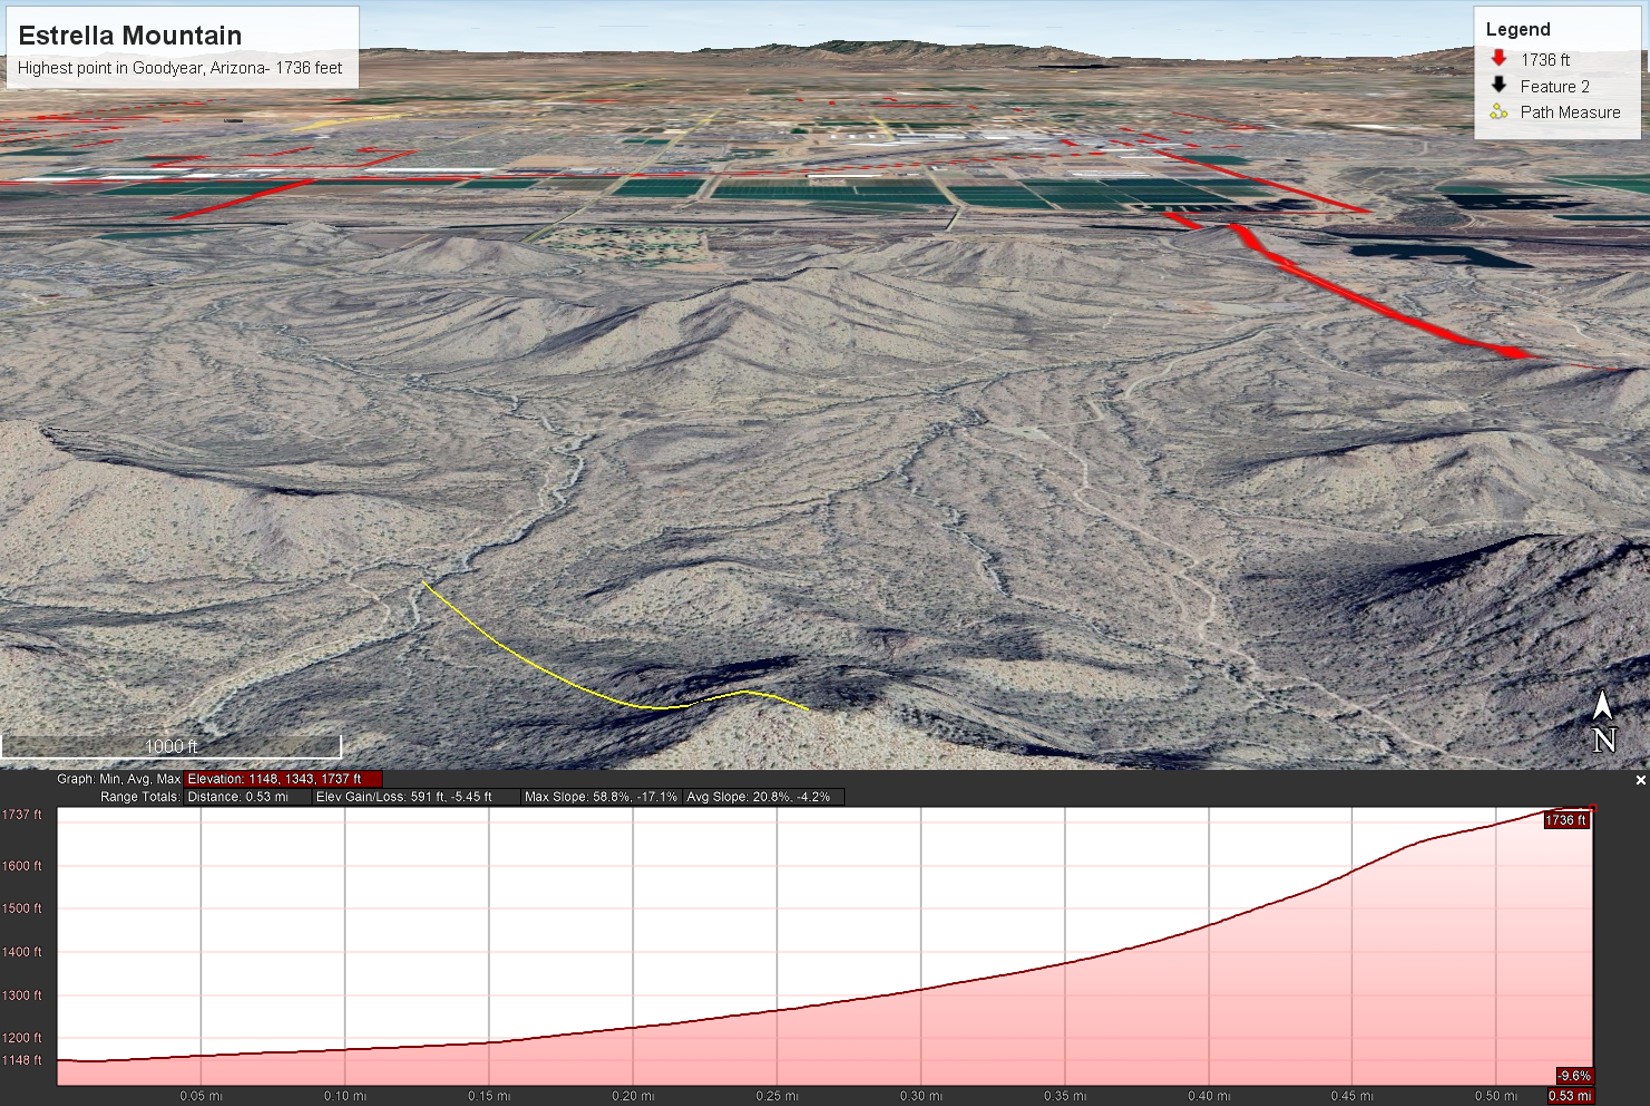 Estrella Mountain
Highest point in Goodyear, Arizona- 1736 feet
Legend
1736 ft
Feature 2
Path Measure
1000 ft
N
Graph: Min, Avg, Max Elevation: 1148, 1343, 1737 ft
Range Totals: Distance: 0.53 mi Elev Gain/Loss: 591 ft, -5.45 ft Max Slope: 58.8%, -17.1% Avg Slope: 20.8%, -4.2%
1737 ft
1736 ft
1600 ft
1500 ft
1400 ft
1300 ft
1200 ft
1148 ft
-9.6%
0.05 mi 0.10 mi 0.15 mi 0.20 mi 0.25 mi 0.30 mi 0.35 mi 0.40 mi 0.45 mi 0.50 mi 0.53 mi